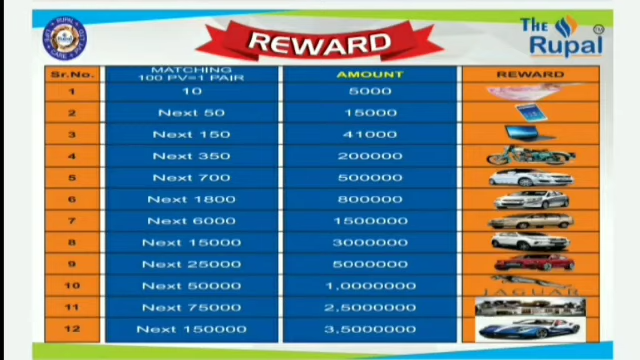 REWARD
The Rupal
Sr.No. MATCHING 100 PV=1 PAIR AMOUNT REWARD
1 10 5000
2 Next 50 15000
3 Next 150 41000
4 Next 350 200000
5 Next 700 500000
6 Next 1800 800000
7 Next 6000 1500000
8 Next 15000 3000000
9 Next 25000 5000000
10 Next 50000 1,0000000 JAGUAR
11 Next 75000 2,5000000
12 Next 150000 3,5000000